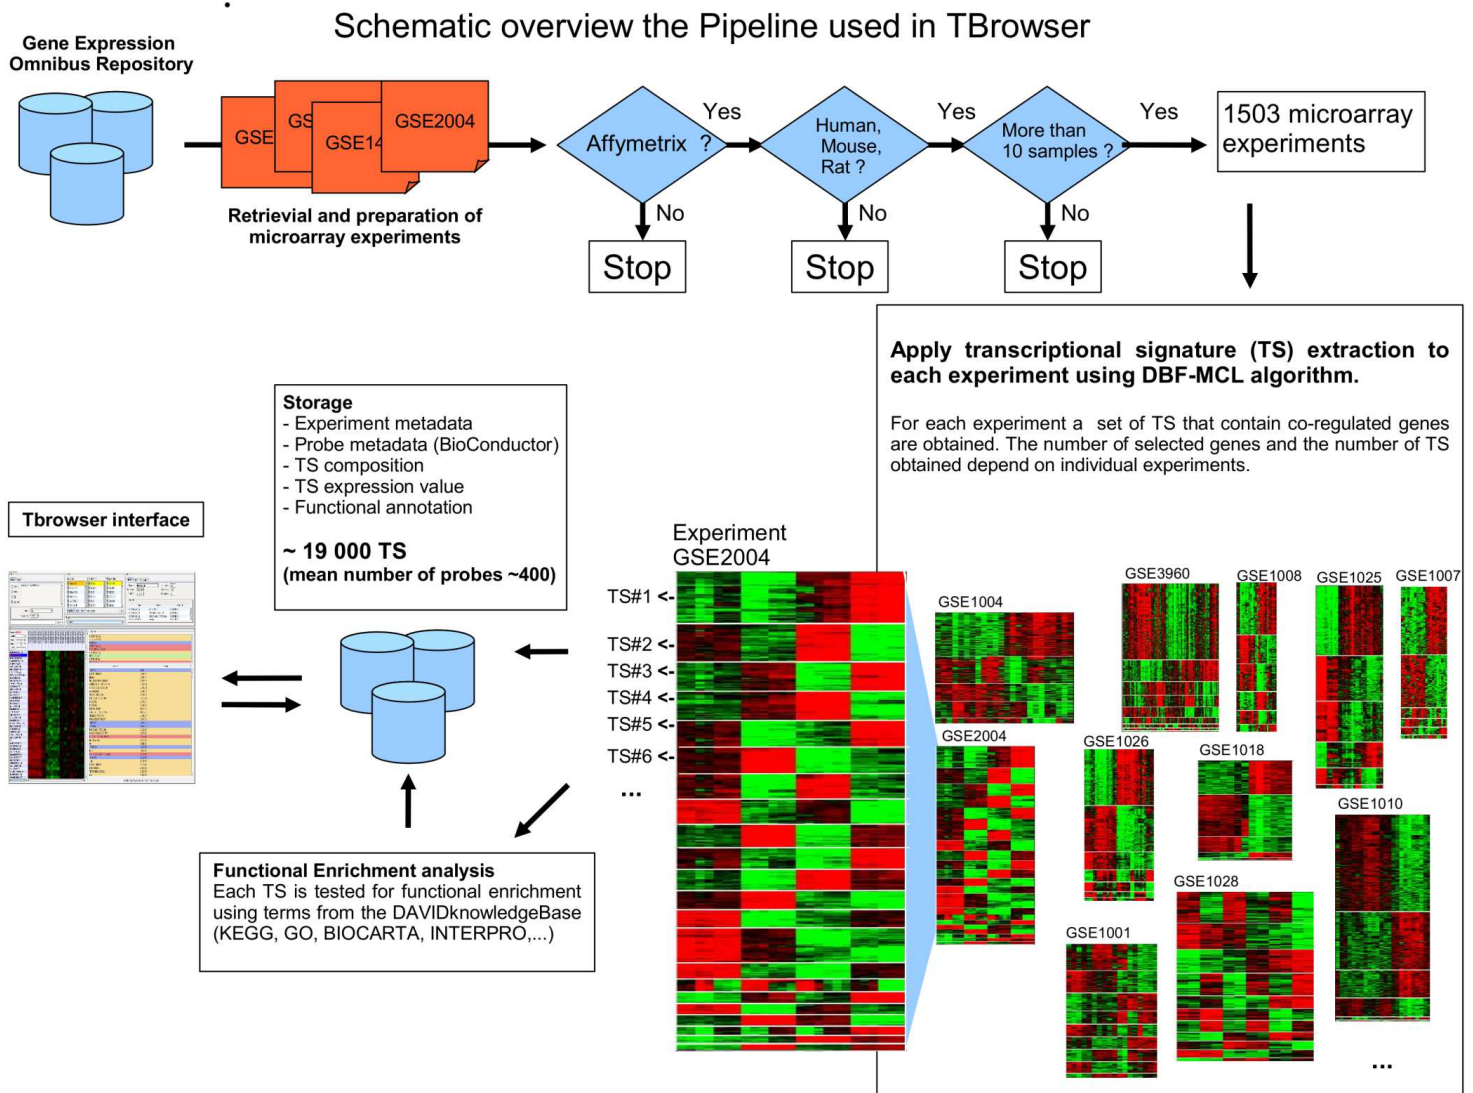 Schematic overview the Pipeline used in TBrowser
Gene Expression
Omnibus Repository
GSE
GS
GSE14
GSE2004
Retrievial and preparation of
microarray experiments
Affymetrix ?
Yes
No
Stop
Human,
Mouse,
Rat ?
Yes
No
Stop
More than
10 samples ?
Yes
No
Stop
1503 microarray
experiments
Apply transcriptional signature (TS) extraction to
each experiment using DBF-MCL algorithm.
For each experiment a set of TS that contain co-regulated genes
are obtained. The number of selected genes and the number of TS
obtained depend on individual experiments.
Storage
- Experiment metadata
- Probe metadata (BioConductor)
- TS composition
- TS expression value
- Functional annotation
~ 19 000 TS
(mean number of probes ~400)
Tbrowser interface
Experiment
GSE2004
TS#1 <-
TS#2 <-
TS#3 <-
TS#4 <-
TS#5 <-
TS#6 <-
...
GSE1004
GSE3960
GSE1008
GSE1025
GSE1007
GSE2004
GSE1026
GSE1018
GSE1010
GSE1028
GSE1001
...
Functional Enrichment analysis
Each TS is tested for functional enrichment
using terms from the DAVIDknowledgeBase
(KEGG, GO, BIOCARTA, INTERPRO,...)